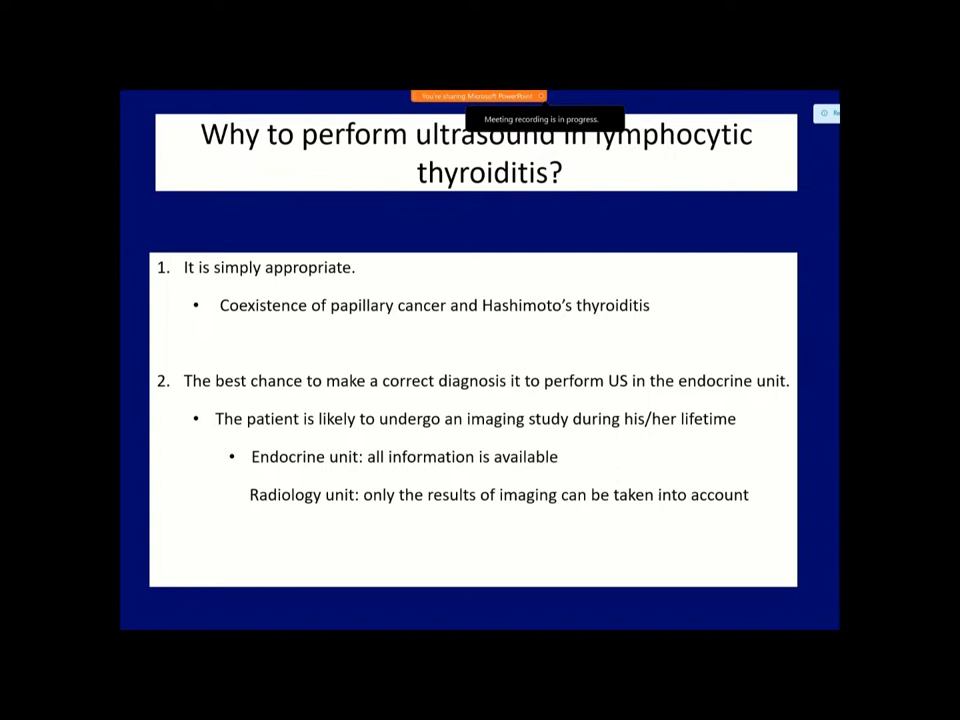 You're sharing Microsoft PowerPoint
Meeting recording is in progress.
Why to perform ultrasound in lymphocytic
thyroiditis?
1. It is simply appropriate.
• Coexistence of papillary cancer and Hashimoto's thyroiditis
2. The best chance to make a correct diagnosis it to perform US in the endocrine unit.
• The patient is likely to undergo an imaging study during his/her lifetime
• Endocrine unit: all information is available
Radiology unit: only the results of imaging can be taken into account